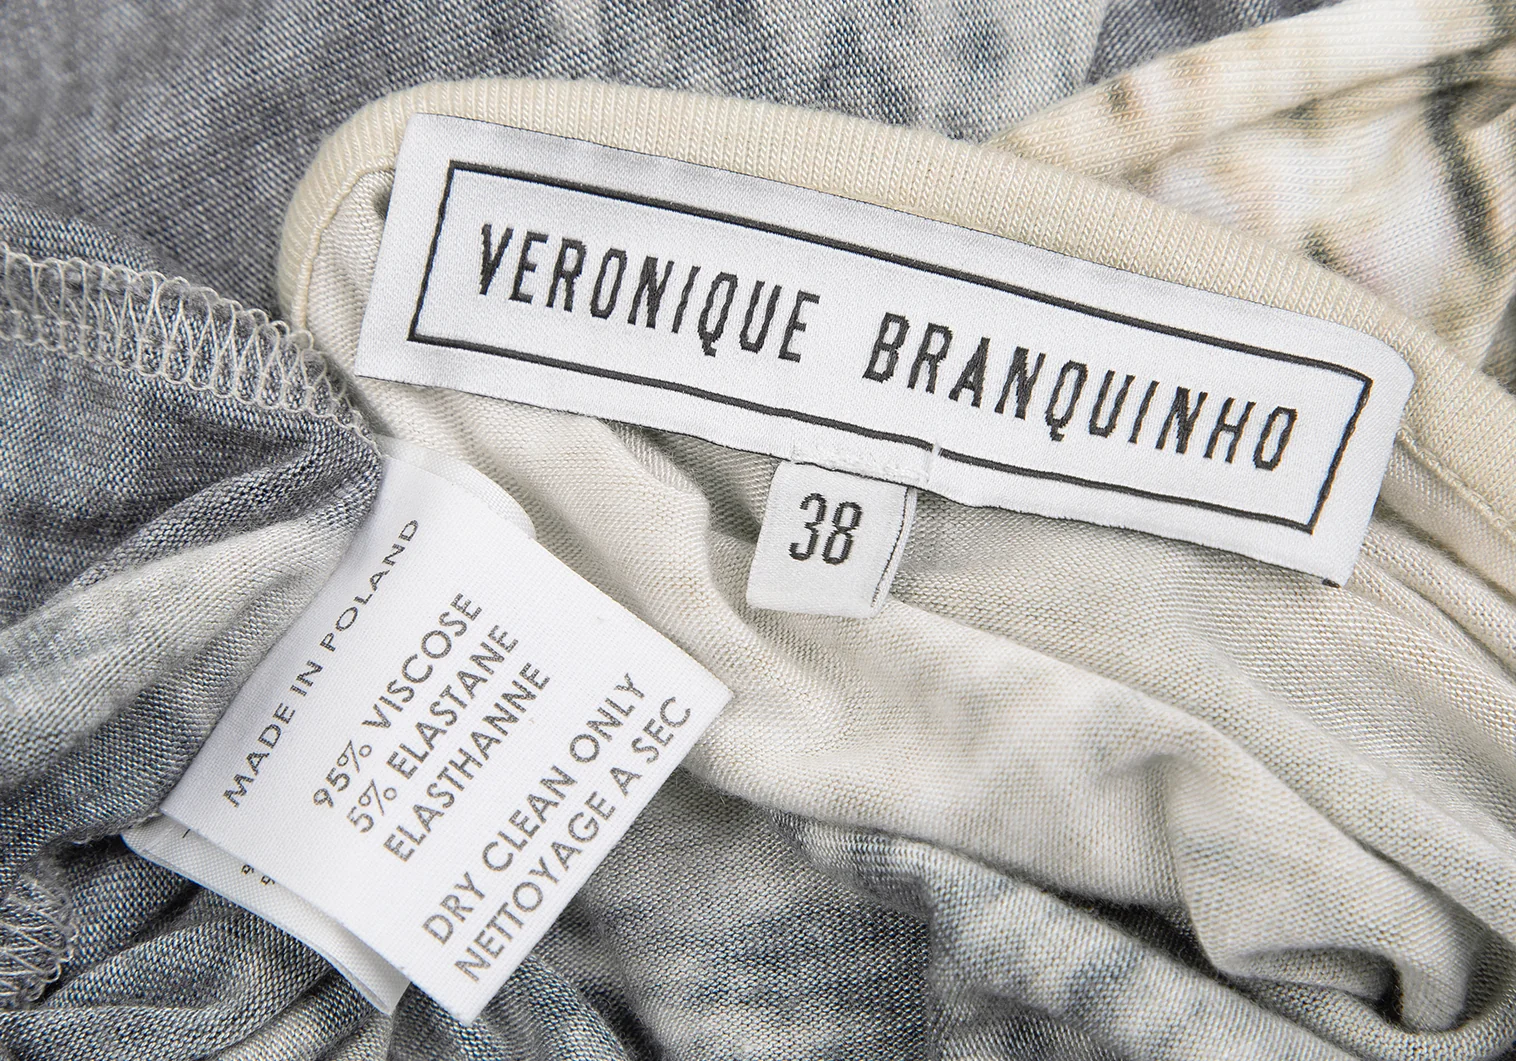 VERONIQUE BRANQUINHO
38
MADE IN POLAND
95% VISCOSE
5% ELASTANE
ELASTHANNE
DRY CLEAN ONLY
NETTOYAGE A SEC